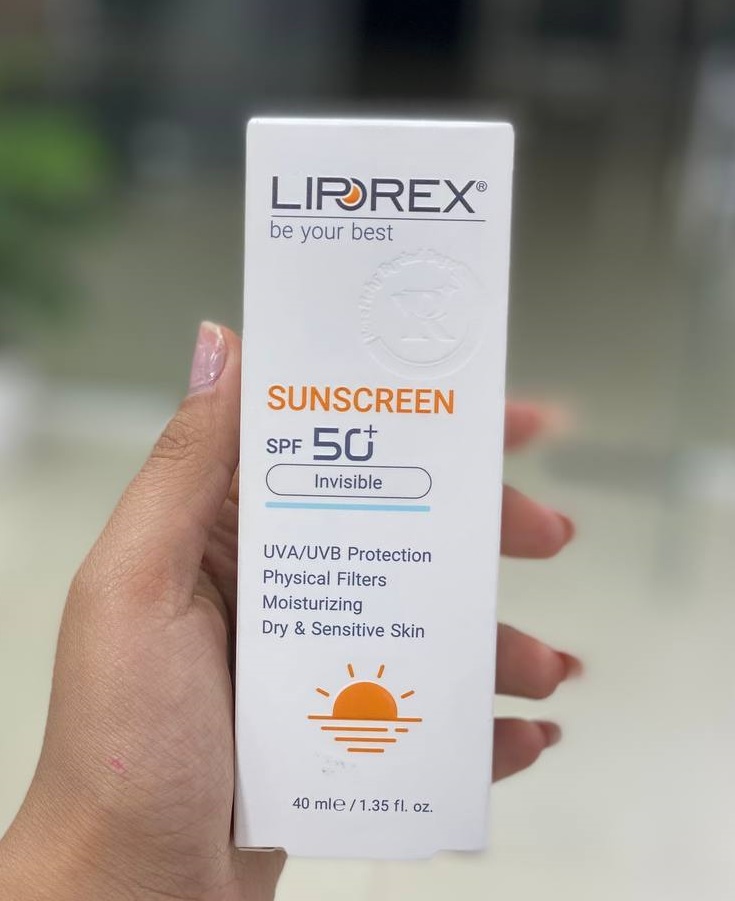 LIPOREX®
be your best
SUNSCREEN
SPF 50+
Invisible
UVA/UVB Protection
Physical Filters
Moisturizing
Dry & Sensitive Skin
40 ml℮ / 1.35 fl. oz.